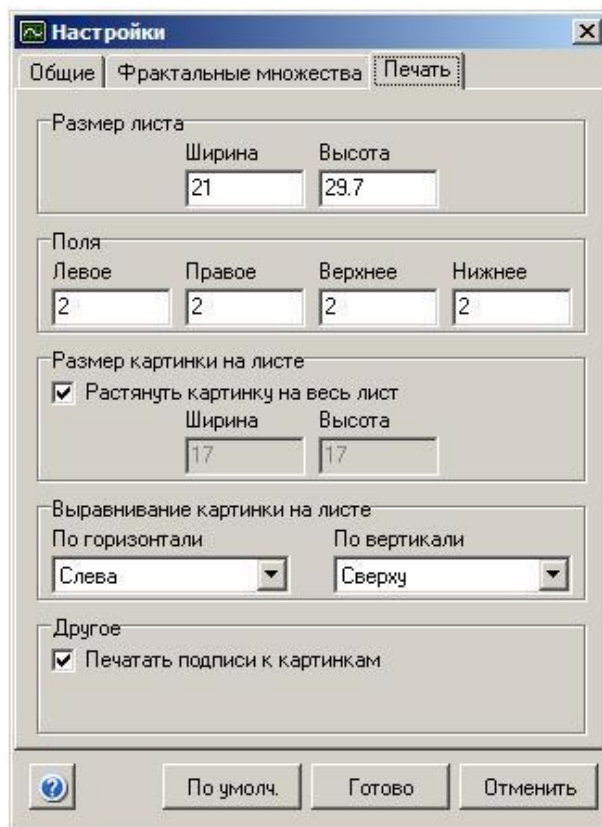 Настройки
Общие Фрактальные множества Печать
Размер листа
Ширина Высота
21 29.7
Поля
Левое Правое Верхнее Нижнее
2 2 2 2
Размер картинки на листе
Растянуть картинку на весь лист
Ширина Высота
17 17
Выравнивание картинки на листе
По горизонтали По вертикали
Слева Сверху
Другое
Печатать подписи к картинкам
? По умолч. Готово Отменить